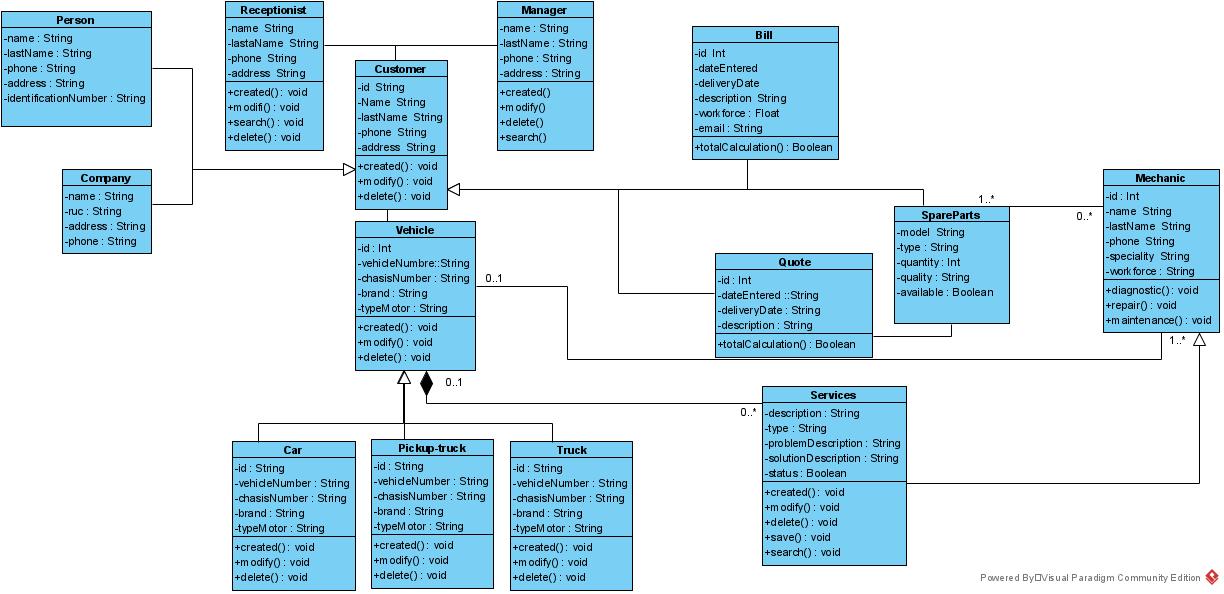 Person
-name : String
-lastName : String
-phone : String
-address : String
-identificationNumber : String
Receptionist
-name String
-lastaName String
-phone String
-address String
+created() : void
+modifi() : void
+search() : void
+delete() : void
Manager
-name : String
-lastName : String
-phone : String
-address : String
+created()
+modify()
+delete()
+search()
Customer
-id String
-Name String
-lastName String
-phone String
-address String
+created() : void
+modify() : void
+delete() : void
Bill
-id Int
-dateEntered
-deliveryDate
-description String
-workforce : Float
-email : String
+totalCalculation() : Boolean
Company
-name : String
-ruc : String
-address : String
-phone : String
Mechanic
-id : Int
-name String
-lastName String
-phone String
-speciality String
-workforce : String
+diagnostic() : void
+repair() : void
+maintenance() : void
1..*
0..*
SpareParts
-model String
-type : String
-quantity : Int
-quality : String
-available : Boolean
Vehicle
-id : Int
-vehicleNumbre::String
-chasisNumber : String
-brand : String
-typeMotor : String
+created() : void
+modify() : void
+delete() : void
0..1
Quote
-id : Int
-dateEntered ::String
-deliveryDate : String
-description : String
+totalCalculation() : Boolean
1..*
0..1
0..*
Services
-description : String
-type : String
-problemDescription : String
-solutionDescription : String
-status : Boolean
+created() : void
+modify() : void
+delete() : void
+save() : void
+search() : void
Car
-id : String
-vehicleNumber : String
-chasisNumber : String
-brand : String
-typeMotor : String
+created() : void
+modify() : void
+delete() : void
Pickup-truck
-id : String
-vehicleNumber : String
-chasisNumber : String
-brand : String
-typeMotor : String
+created() : void
+modify() : void
+delete() : void
Truck
-id : String
-vehicleNumber : String
-chasisNumber : String
-brand : String
-typeMotor : String
+created() : void
+modify() : void
+delete() : void
Powered By□Visual Paradigm Community Edition